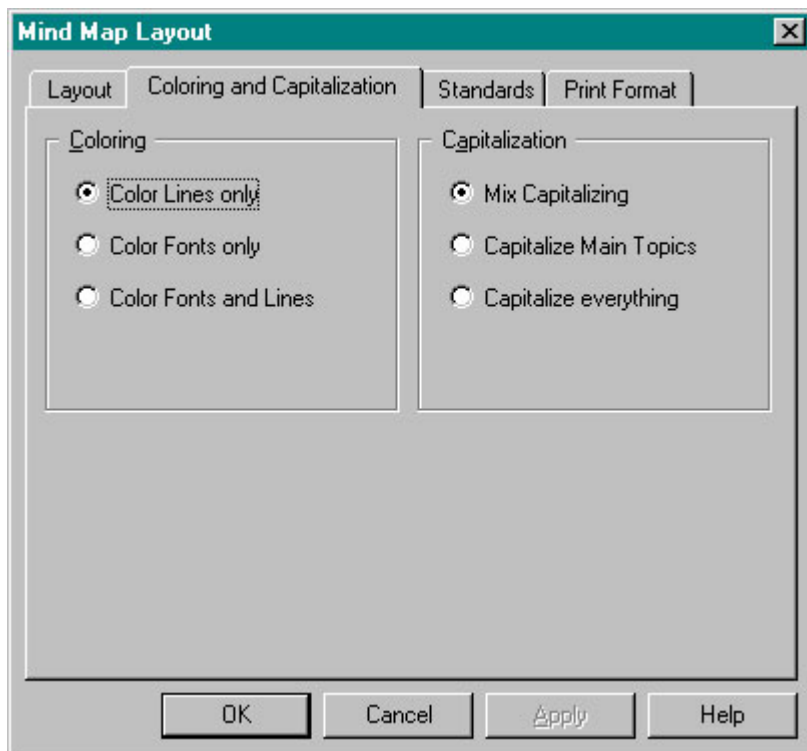 Mind Map Layout
Layout Coloring and Capitalization Standards Print Format
Coloring Capitalization
Color Lines only Mix Capitalizing
Color Fonts only Capitalize Main Topics
Color Fonts and Lines Capitalize everything
OK Cancel Apply Help